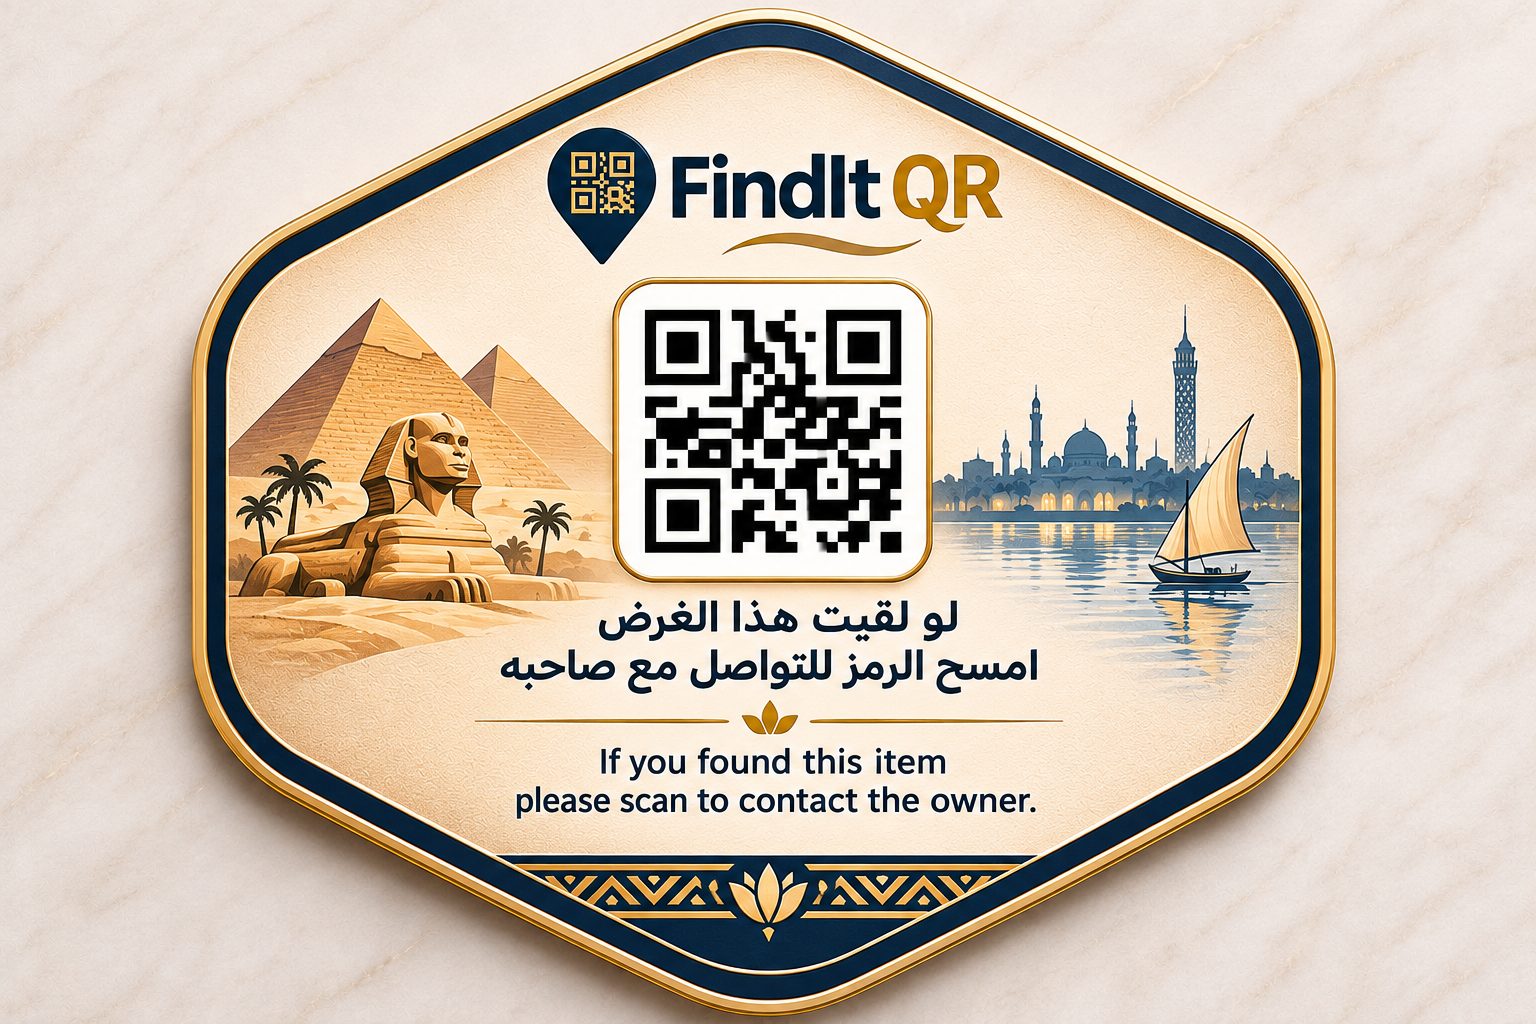 FindIt QR
لو لقيت هذا الغرض
امسح الرمز للتواصل مع صاحبه
If you found this item
please scan to contact the owner.